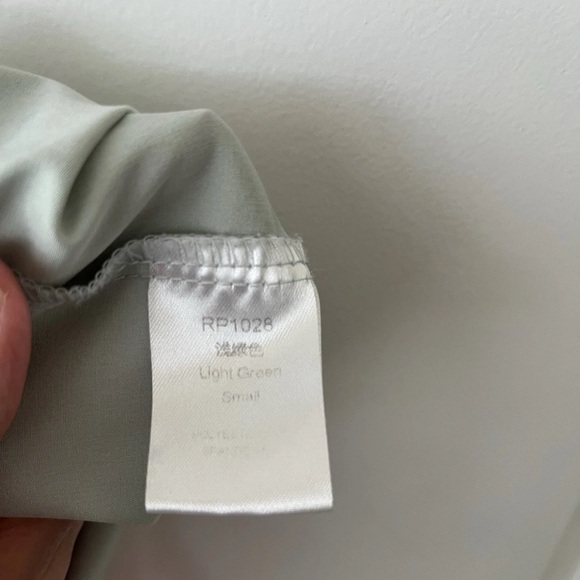 RP1028
浅绿色
Light Green
Small